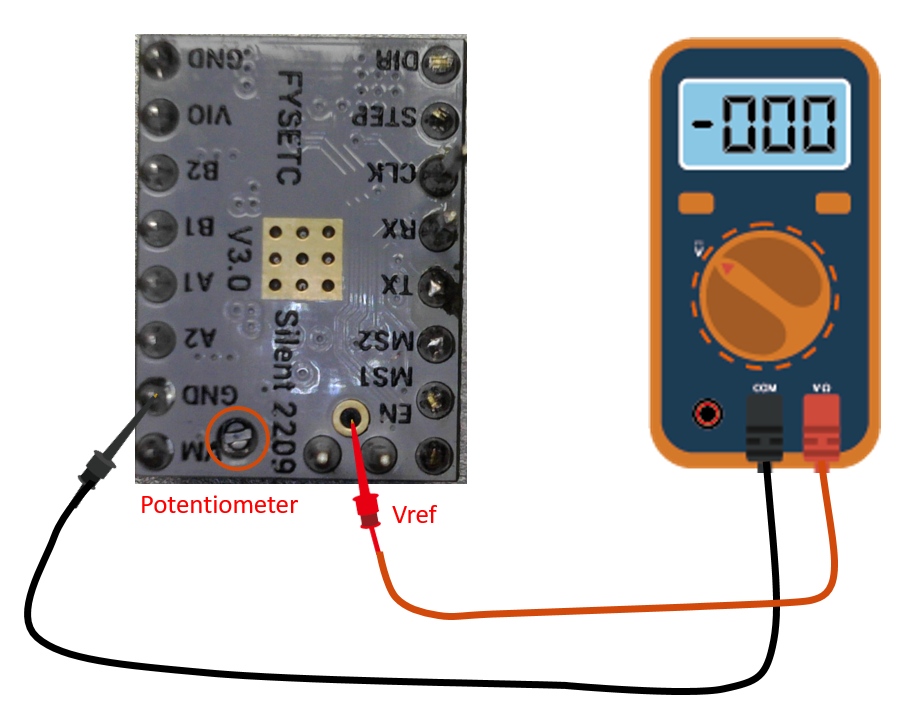 GND
VIO
B2
B1
A1
A2
GND
VM
FYSETC
V3.0
Silent 2209
DIR
STEP
CLK
RX
TX
MS2
MS1
EN
Potentiometer
Vref
-000
V
COM
VΩ